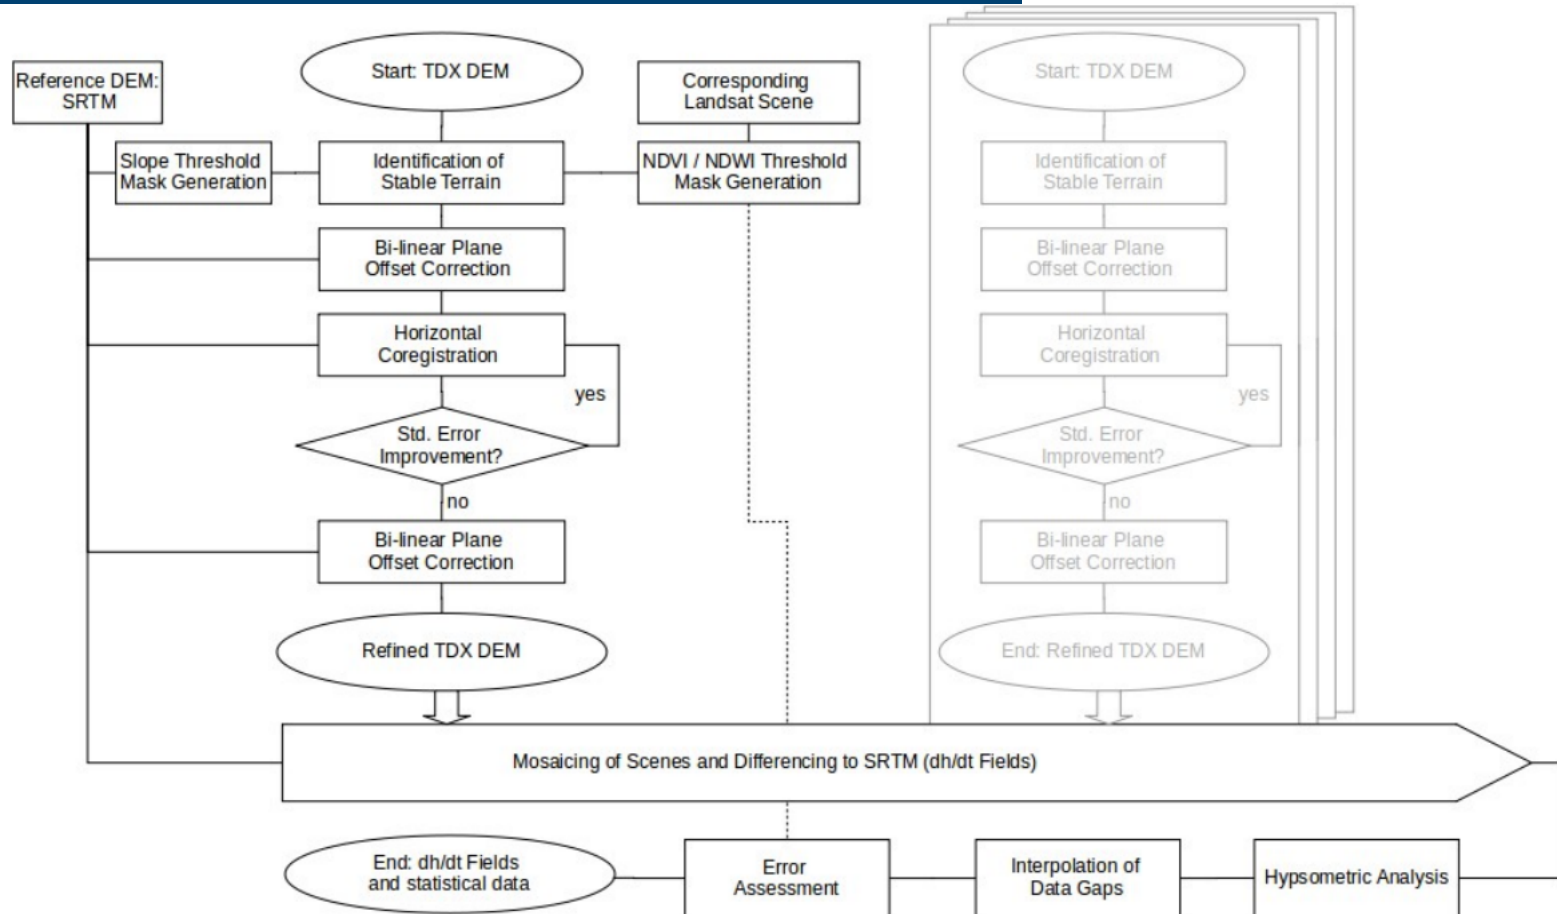 Reference DEM:
SRTM
Start: TDX DEM
Corresponding
Landsat Scene
Slope Threshold
Mask Generation
Identification of
Stable Terrain
NDVI / NDWI Threshold
Mask Generation
Bi-linear Plane
Offset Correction
Horizontal
Coregistration
yes
Std. Error
Improvement?
no
Bi-linear Plane
Offset Correction
Refined TDX DEM
Start: TDX DEM
Identification of
Stable Terrain
Bi-linear Plane
Offset Correction
Horizontal
Coregistration
yes
Std. Error
Improvement?
no
Bi-linear Plane
Offset Correction
End: Refined TDX DEM
Mosaicing of Scenes and Differencing to SRTM (dh/dt Fields)
End: dh/dt Fields
and statistical data
Error
Assessment
Interpolation of
Data Gaps
Hypsometric Analysis